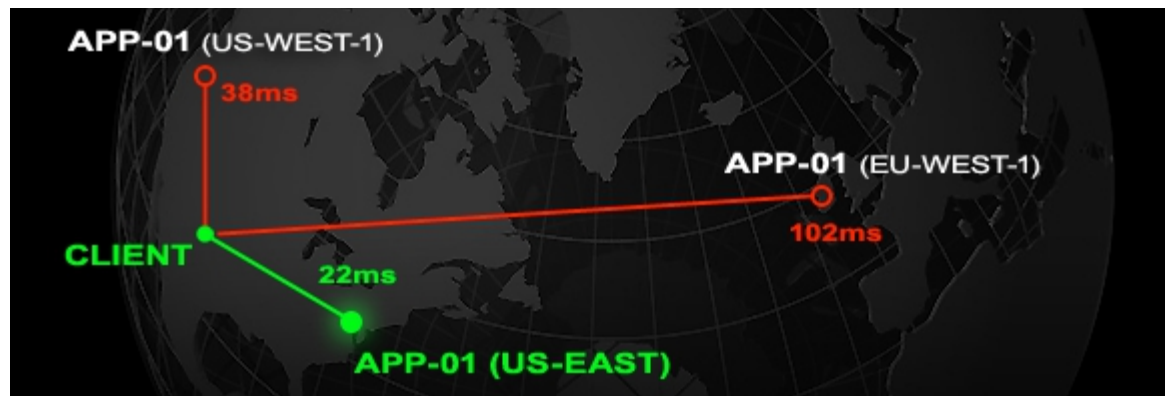 APP-01 (US-WEST-1)
38ms
APP-01 (EU-WEST-1)
102ms
CLIENT
22ms
APP-01 (US-EAST)